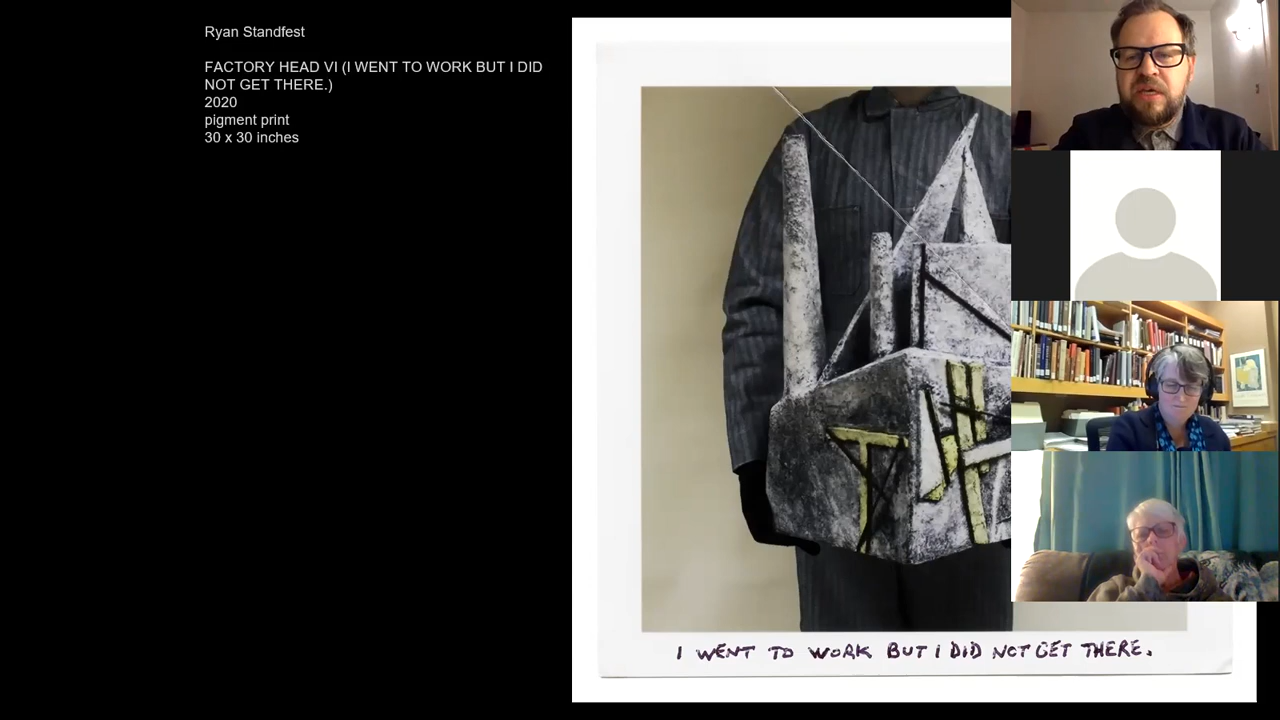 Ryan Standfest
FACTORY HEAD VI (I WENT TO WORK BUT I DID
NOT GET THERE.)
2020
pigment print
30 x 30 inches
I WENT TO WORK BUT I DID NOT GET THERE.